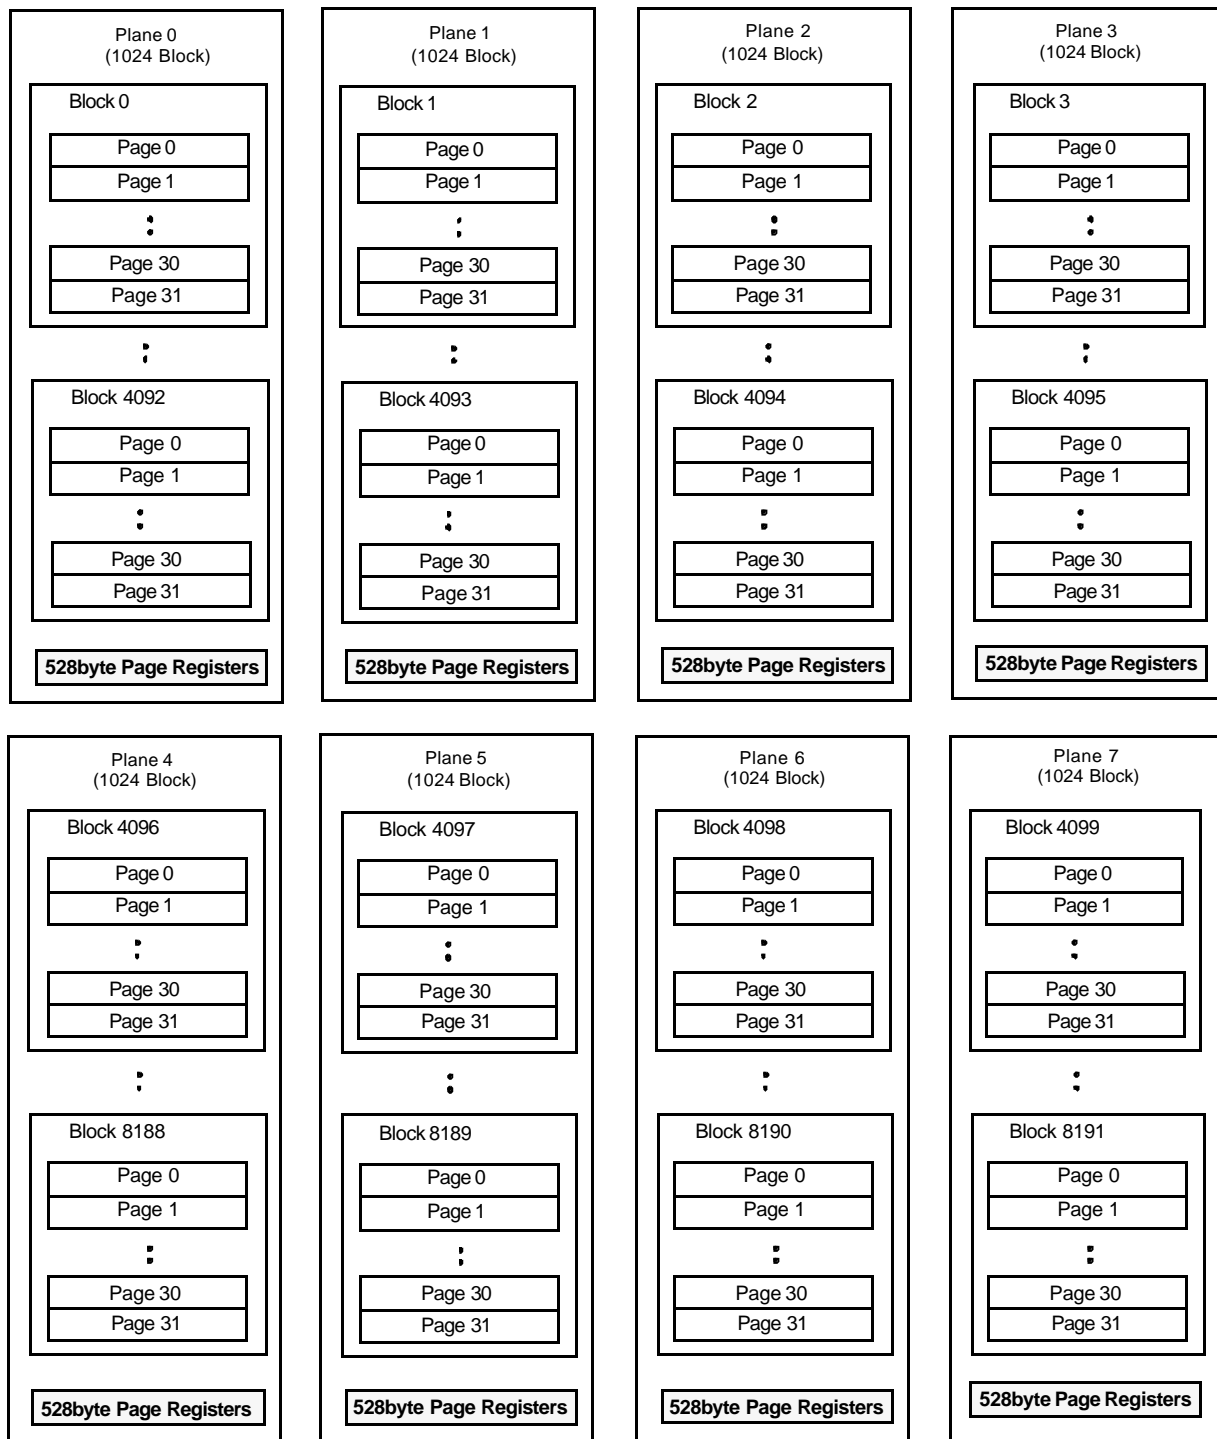 Plane 0
(1024 Block)
Block 0
Page 0
Page 1
Page 30
Page 31
Block 4092
Page 0
Page 1
Page 30
Page 31
528byte Page Registers
Plane 1
(1024 Block)
Block 1
Page 0
Page 1
Page 30
Page 31
Block 4093
Page 0
Page 1
Page 30
Page 31
528byte Page Registers
Plane 2
(1024 Block)
Block 2
Page 0
Page 1
Page 30
Page 31
Block 4094
Page 0
Page 1
Page 30
Page 31
528byte Page Registers
Plane 3
(1024 Block)
Block 3
Page 0
Page 1
Page 30
Page 31
Block 4095
Page 0
Page 1
Page 30
Page 31
528byte Page Registers
Plane 4
(1024 Block)
Block 4096
Page 0
Page 1
Page 30
Page 31
Block 8188
Page 0
Page 1
Page 30
Page 31
528byte Page Registers
Plane 5
(1024 Block)
Block 4097
Page 0
Page 1
Page 30
Page 31
Block 8189
Page 0
Page 1
Page 30
Page 31
528byte Page Registers
Plane 6
(1024 Block)
Block 4098
Page 0
Page 1
Page 30
Page 31
Block 8190
Page 0
Page 1
Page 30
Page 31
528byte Page Registers
Plane 7
(1024 Block)
Block 4099
Page 0
Page 1
Page 30
Page 31
Block 8191
Page 0
Page 1
Page 30
Page 31
528byte Page Registers